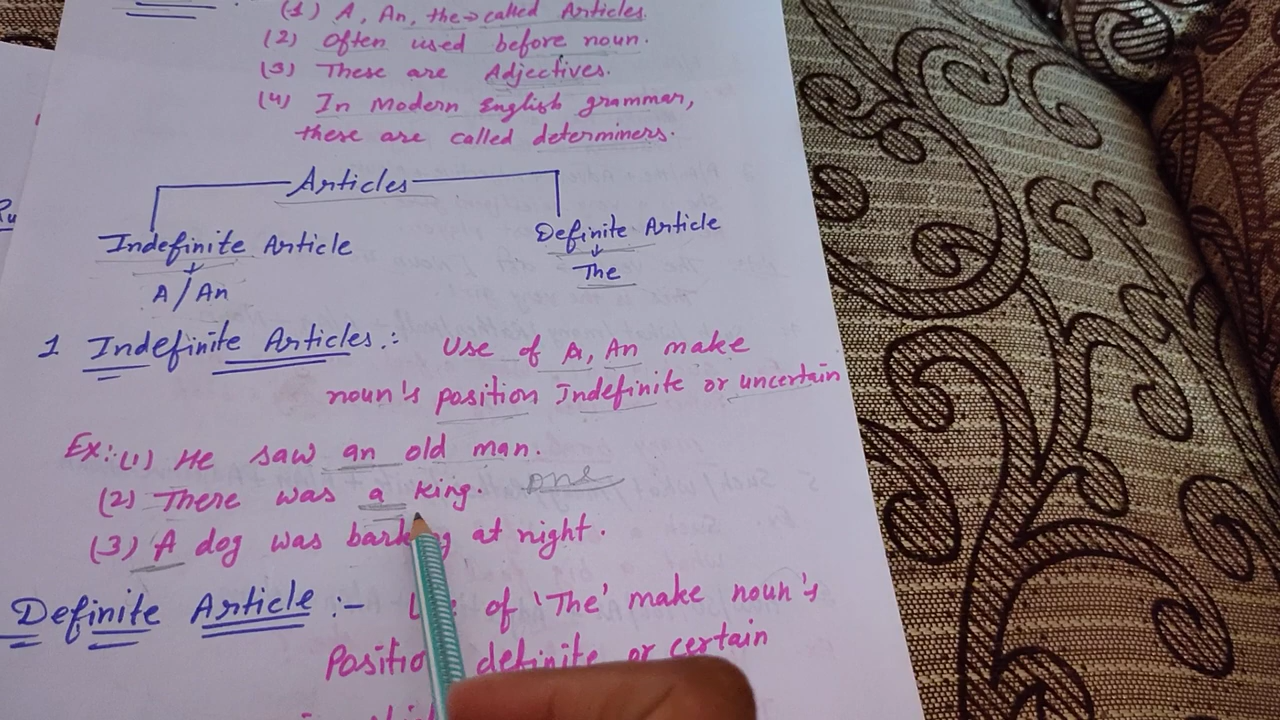 (1) A, An, the → called Articles.
(2) Often used before noun.
(3) These are Adjectives.
(4) In Modern English grammar,
these are called determiners.
Articles
Indefinite Article
A / An
Definite Article
The
1 Indefinite Articles :- Use of A, An make
noun's position Indefinite or uncertain
Ex:- (1) He saw an old man.
(2) There was a king. one
(3) A dog was barking at night.
Definite Article :- of 'The' make noun's
definite or certain